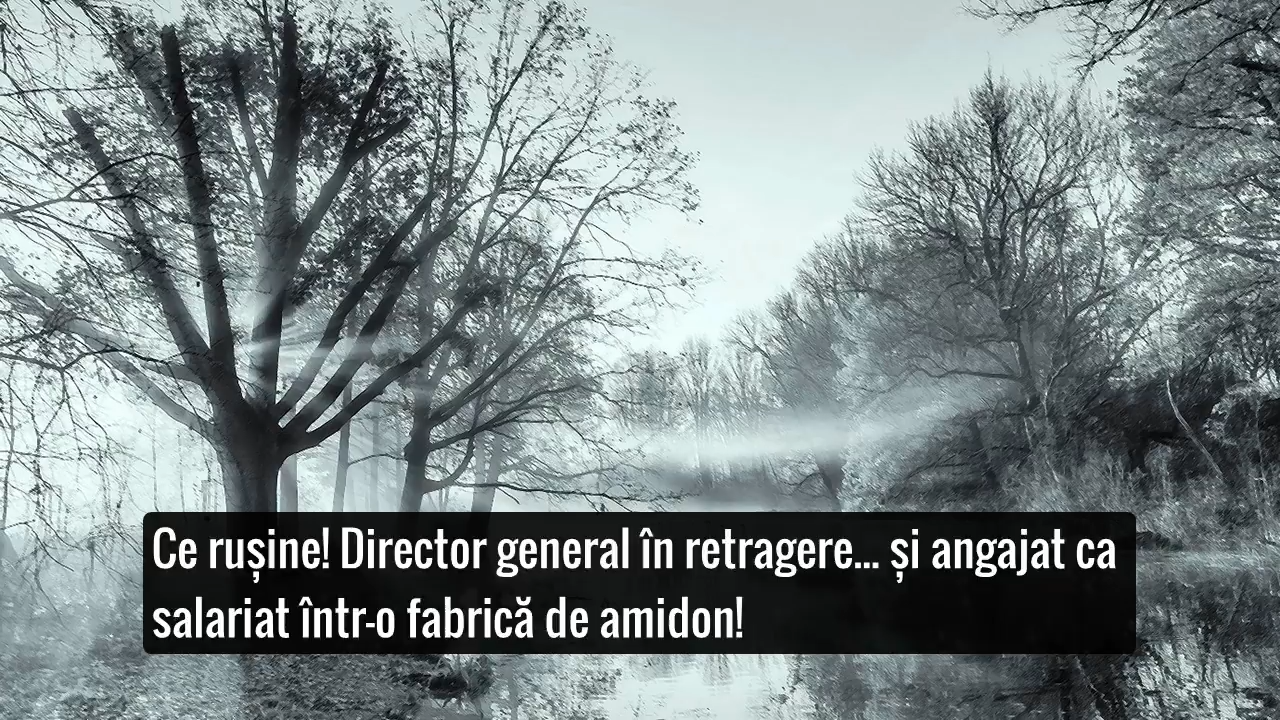 Ce rușine! Director general în retragere... și angajat ca
salariat într-o fabrică de amidon!